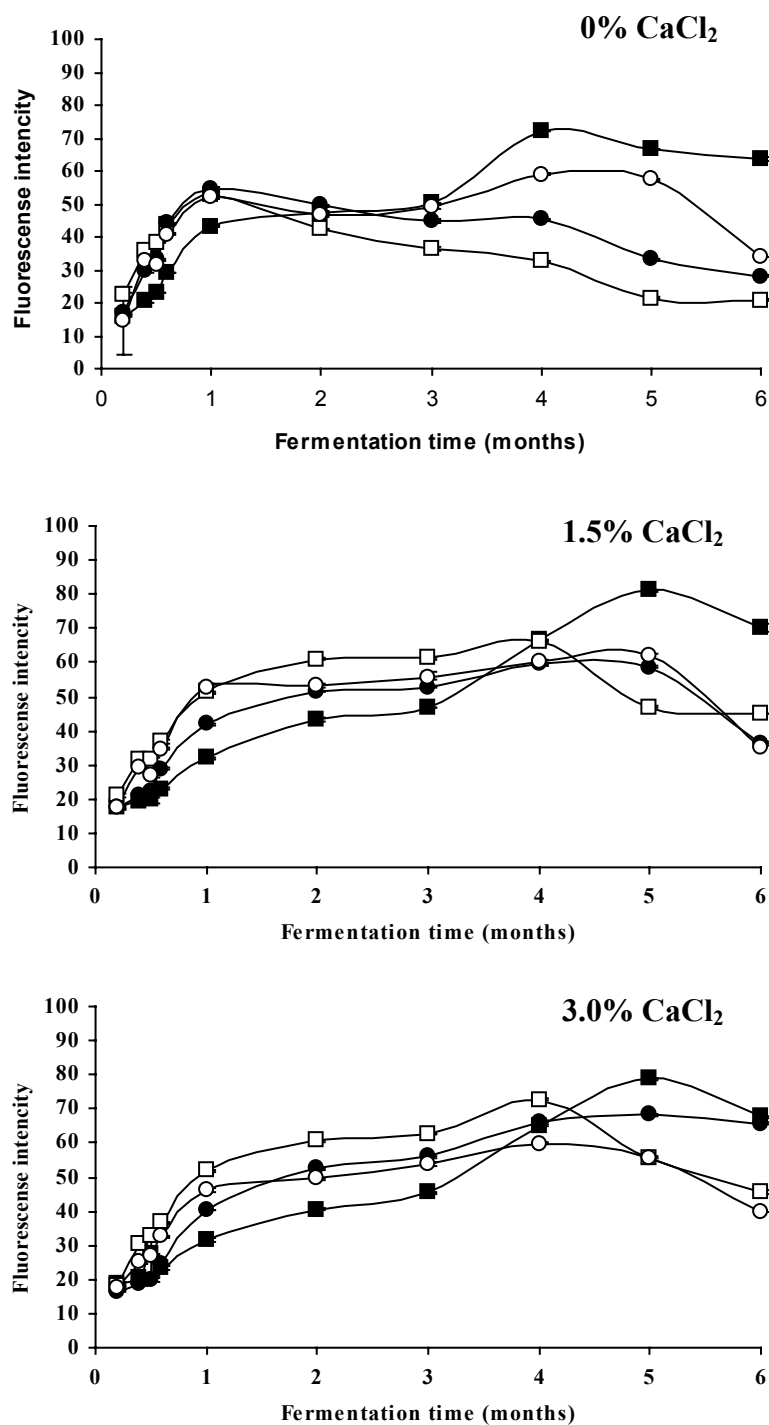 0% CaCl₂
Fluorescense intencity
100
90
80
70
60
50
40
30
20
10
0
0 1 2 3 4 5 6
Fermentation time (months)
1.5% CaCl₂
Fluorescense intencity
100
90
80
70
60
50
40
30
20
10
0
0 1 2 3 4 5 6
Fermentation time (months)
3.0% CaCl₂
Fluorescense intencity
100
90
80
70
60
50
40
30
20
10
0
0 1 2 3 4 5 6
Fermentation time (months)